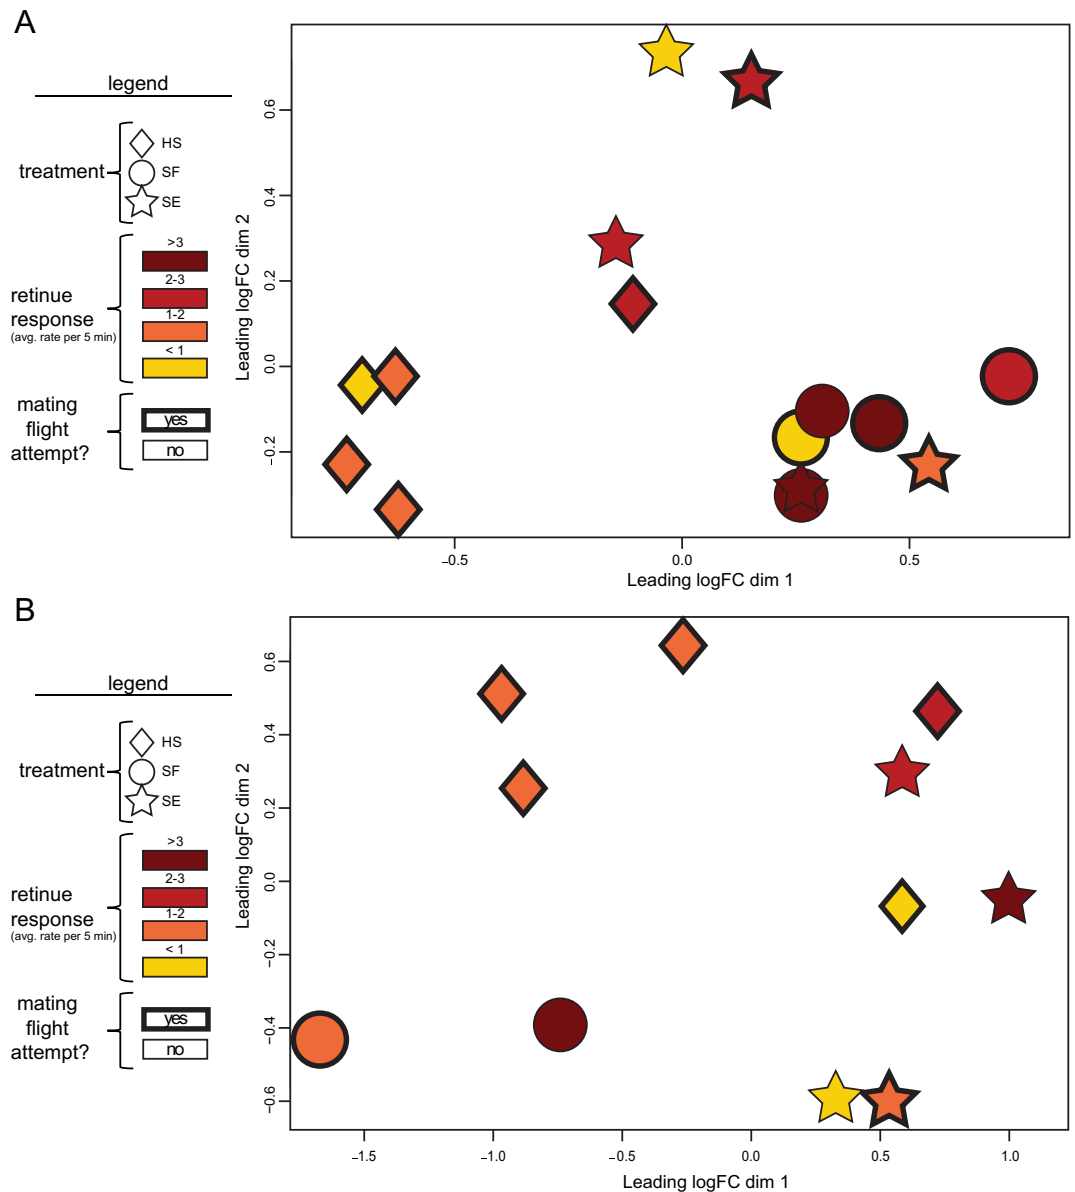 A
legend
treatment
HS
SF
SE
retinue
response
(avg. rate per 5 min)
>3
2-3
1-2
< 1
mating
flight
attempt?
yes
no
Leading logFC dim 2
0.6
0.4
0.2
0.0
−0.2
−0.5
0.0
0.5
Leading logFC dim 1
B
legend
treatment
HS
SF
SE
retinue
response
(avg. rate per 5 min)
>3
2-3
1-2
< 1
mating
flight
attempt?
yes
no
Leading logFC dim 2
0.6
0.4
0.2
0.0
−0.2
−0.4
−0.6
−1.5
−1.0
−0.5
0.0
0.5
1.0
Leading logFC dim 1